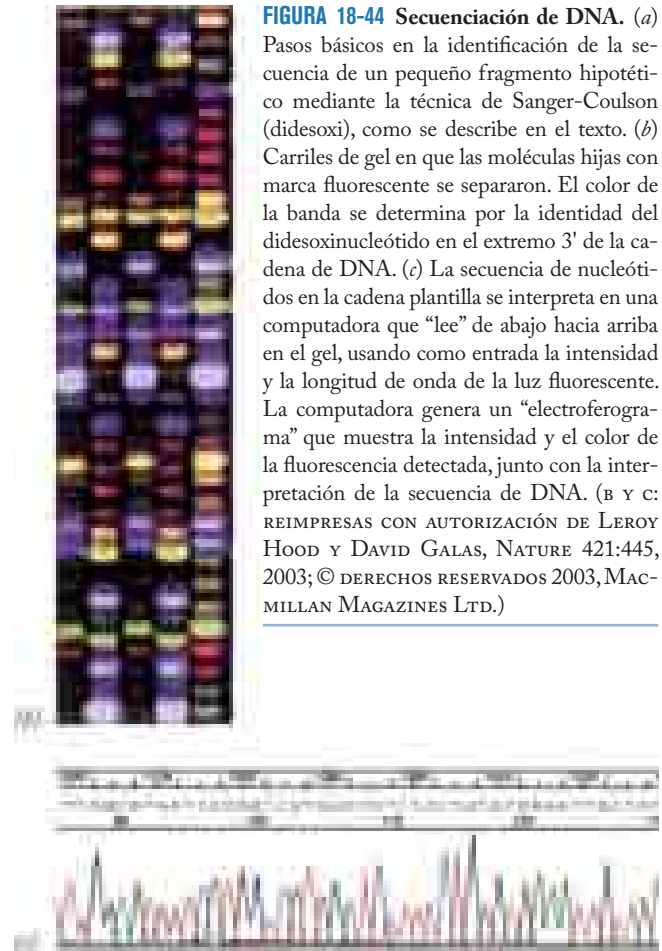 FIGURA 18-44 Secuenciación de DNA. (a)
Pasos básicos en la identificación de la se-
cuencia de un pequeño fragmento hipotéti-
co mediante la técnica de Sanger-Coulson
(didesoxi), como se describe en el texto. (b)
Carriles de gel en que las moléculas hijas con
marca fluorescente se separaron. El color de
la banda se determina por la identidad del
didesoxinucleótido en el extremo 3' de la ca-
dena de DNA. (c) La secuencia de nucleóti-
dos en la cadena plantilla se interpreta en una
computadora que “lee” de abajo hacia arriba
en el gel, usando como entrada la intensidad
y la longitud de onda de la luz fluorescente.
La computadora genera un “electroferogra-
ma” que muestra la intensidad y el color de
la fluorescencia detectada, junto con la inter-
pretación de la secuencia de DNA. (B Y C:
REIMPRESAS CON AUTORIZACIÓN DE LEROY
HOOD Y DAVID GALAS, NATURE 421:445,
2003; © DERECHOS RESERVADOS 2003, MAC-
MILLAN MAGAZINES LTD.)